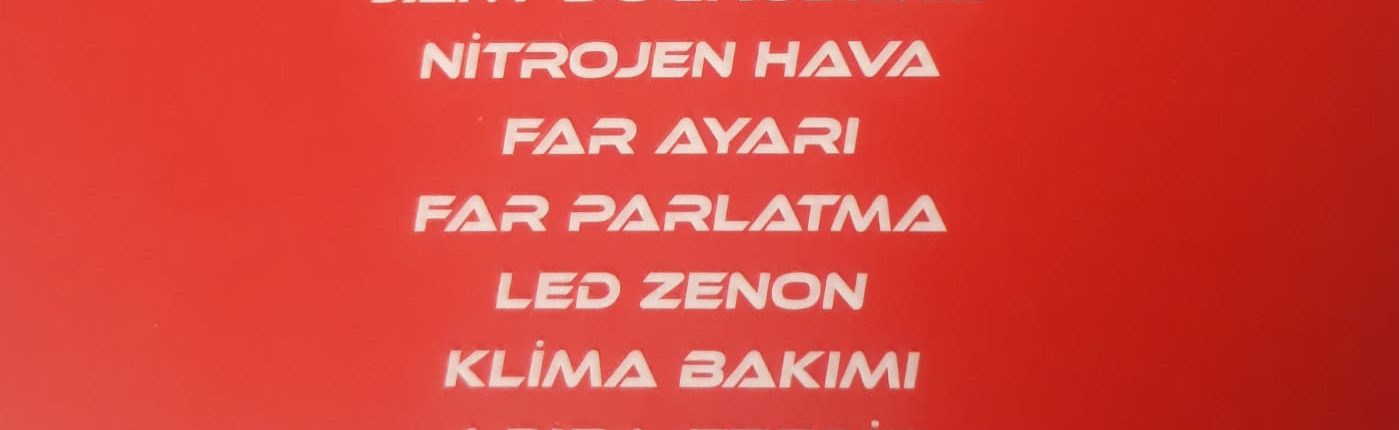 NİTROJEN HAVA
FAR AYARI
FAR PARLATMA
LED ZENON
KLİMA BAKIMI